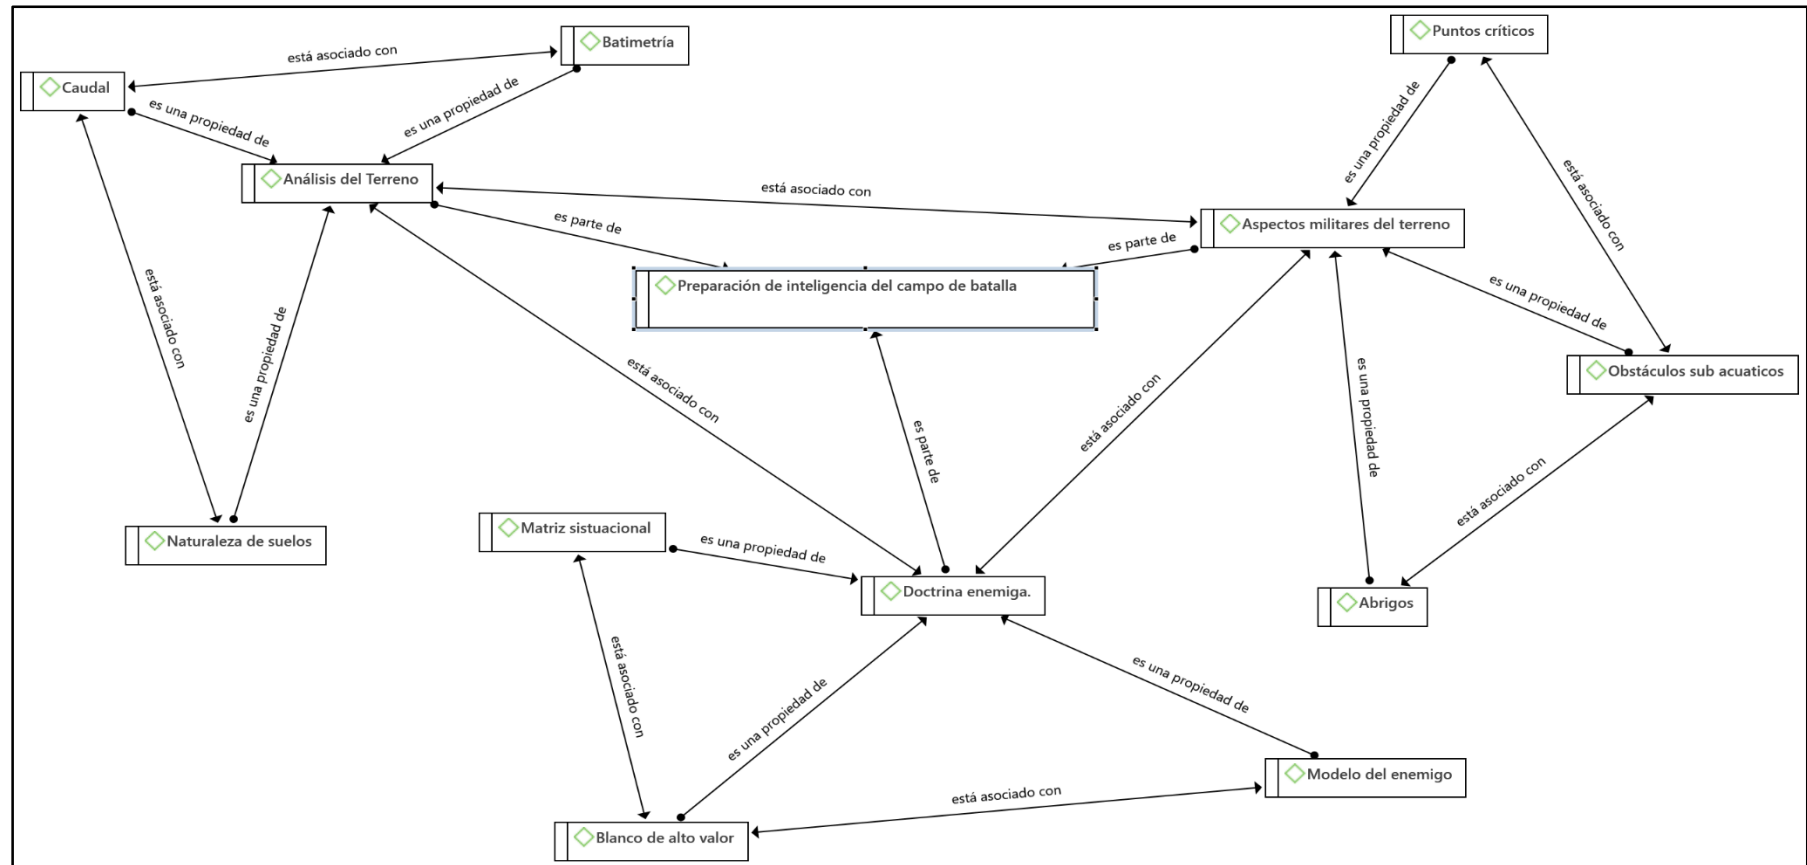 Puntos críticos
Batimetría
está asociado con
Caudal
es una propiedad de
es una propiedad de
es una propiedad de
Análisis del Terreno
está asociado con
está asociado con
Aspectos militares del terreno
es parte de
es parte de
Preparación de inteligencia del campo de batalla
es una propiedad de
está asociado con
es una propiedad de
Obstáculos sub acuaticos
está asociado con
está asociado con
es una propiedad de
es parte de
está asociado con
Naturaleza de suelos
Matriz sistuacional
es una propiedad de
Doctrina enemiga.
Abrigos
está asociado con
es una propiedad de
es una propiedad de
Modelo del enemigo
está asociado con
Blanco de alto valor